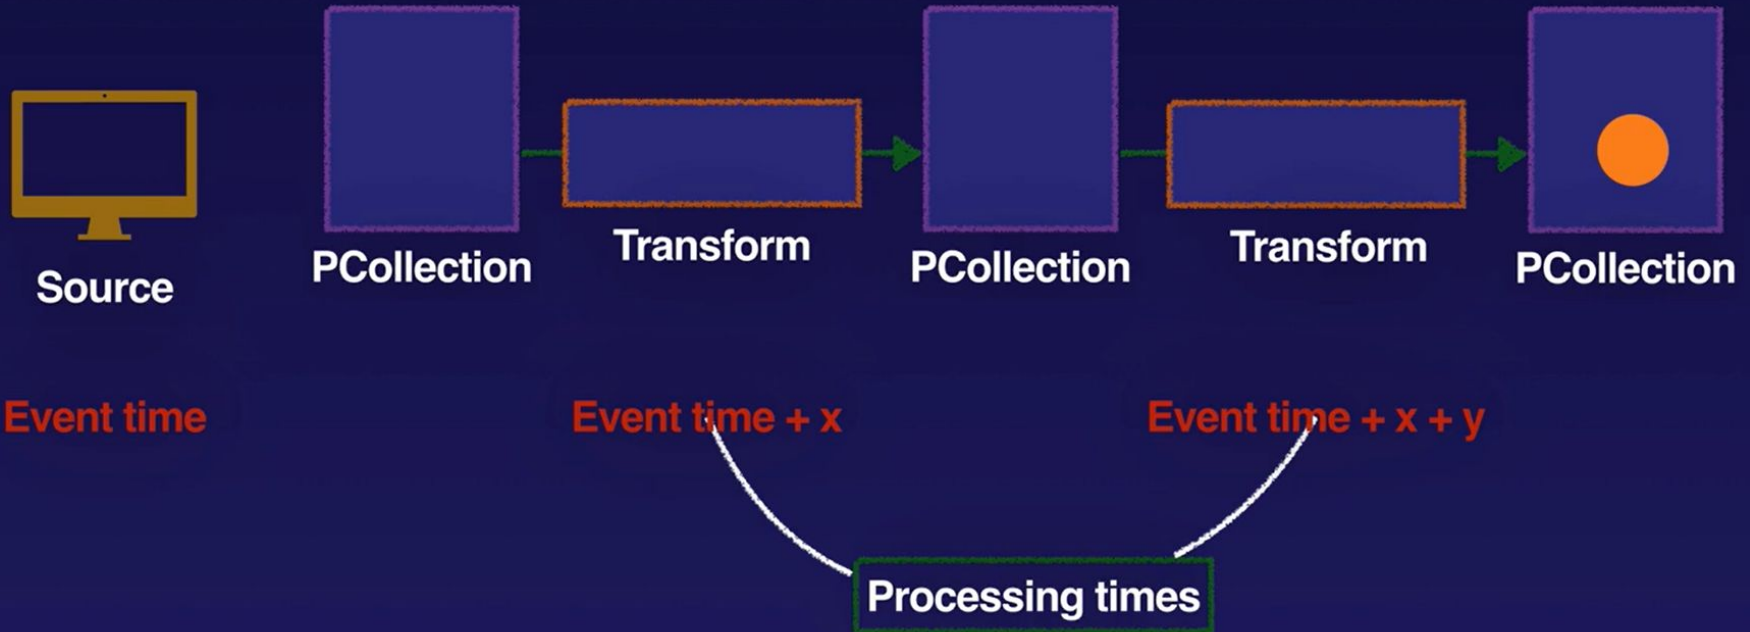 Source
PCollection
Transform
PCollection
Transform
PCollection
Event time
Event time + x
Event time + x + y
Processing times